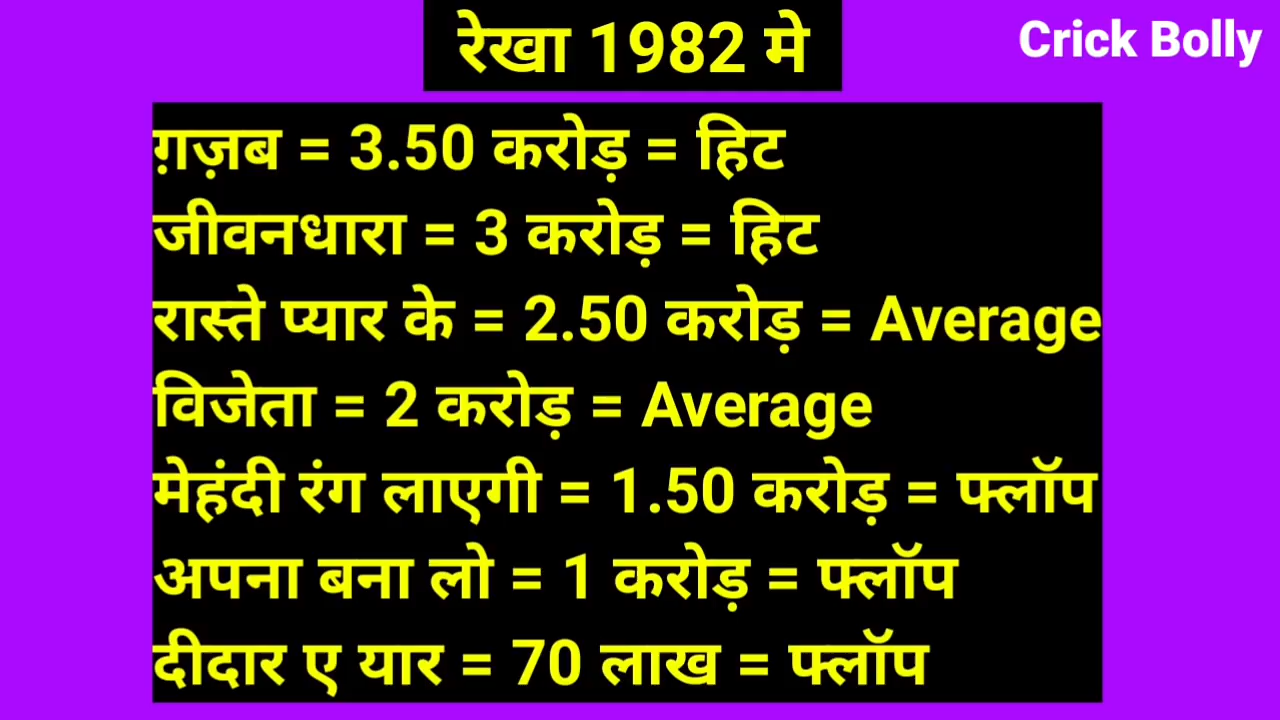 रेखा 1982 मे
Crick Bolly
ग़ज़ब = 3.50 करोड़ = हिट
जीवनधारा = 3 करोड़ = हिट
रास्ते प्यार के = 2.50 करोड़ = Average
विजेता = 2 करोड़ = Average
मेहंदी रंग लाएगी = 1.50 करोड़ = फ्लॉप
अपना बना लो = 1 करोड़ = फ्लॉप
दीदार ए यार = 70 लाख = फ्लॉप